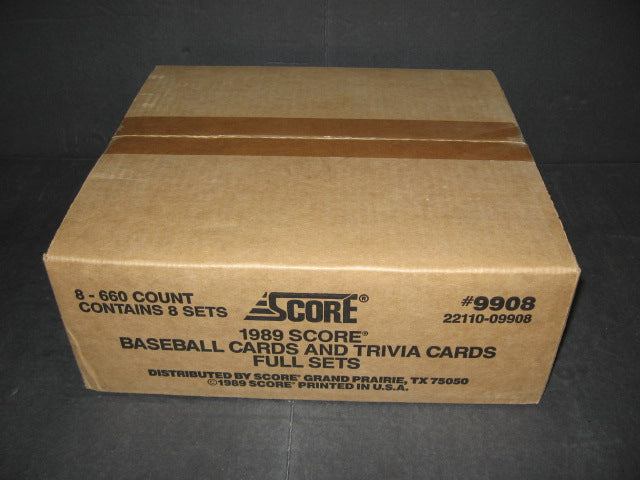 8 - 660 COUNT
CONTAINS 8 SETS
SCORE®
#9908
22110-09908
1989 SCORE®
BASEBALL CARDS AND TRIVIA CARDS
FULL SETS
DISTRIBUTED BY SCORE® GRAND PRAIRIE, TX 75050
©1989 SCORE® PRINTED IN U.S.A.